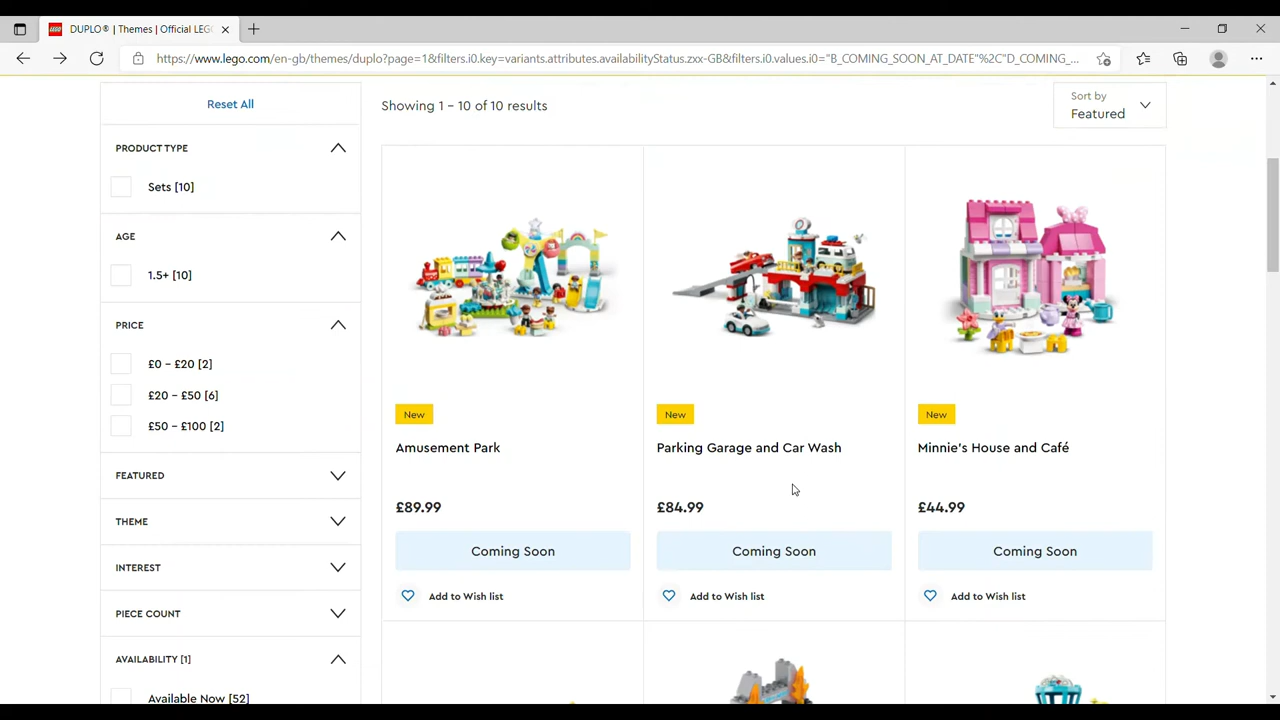 DUPLO® | Themes | Official LEG
https://www.lego.com/en-gb/themes/duplo?page=1&filters.i0.key=variants.attributes.availabilityStatus.zxx-GB&filters.i0.values.i0="B_COMING_SOON_AT_DATE"%2C"D_COMING_...
Reset All
Showing 1 - 10 of 10 results
Sort by
Featured
PRODUCT TYPE
Sets [10]
AGE
1.5+ [10]
PRICE
£0 - £20 [2]
£20 - £50 [6]
£50 - £100 [2]
FEATURED
THEME
INTEREST
PIECE COUNT
AVAILABILITY [1]
Available Now [52]
New
Amusement Park
£89.99
Coming Soon
Add to Wish list
New
Parking Garage and Car Wash
£84.99
Coming Soon
Add to Wish list
New
Minnie's House and Café
£44.99
Coming Soon
Add to Wish list